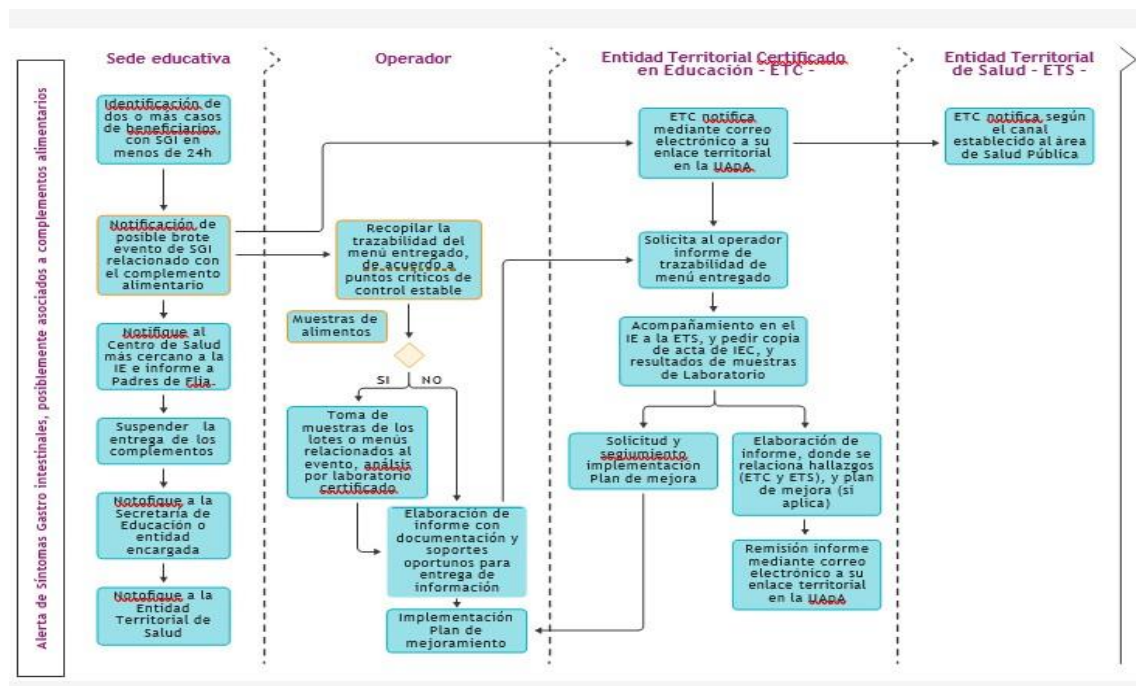 Alerta de Síntomas Gastro intestinales, posiblemente asociados a complementos alimentarios
Sede educativa
Identificación de
dos o más casos
de beneficiarios,
con SGI en
menos de 24h
Notificación de
posible brote
evento de SGI
relacionado con
el complemento
alimentario
Notifique al
Centro de Salud
más cercano a la
IE e informe a
Padres de Flia.
Suspender la
entrega de los
complementos
Notofique a la
Secretaría de
Educación o
entidad
encargada
Notofique a la
Entidad
Territorial de
Salud
Operador
Recopilar la
trazabilidad del
menú entregado,
de acuerdo a
puntos críticos de
control estable
Muestras de
alimentos
SI NO
Toma de
muestras de los
lotes o menús
relacionados al
evento, análisis
por laboratorio
certificado
Elaboración de
informe con
documentación y
soportes
oportunos para
entrega de
información
Implementación
Plan de
mejoramiento
Entidad Territorial Certificado
en Educación - ETC -
ETC notifica
mediante correo
electrónico a su
enlace territorial
en la UApA
Solicita al operador
informe de
trazabilidad de
menú entregado
Acompañamiento en el
IE a la ETS, y pedir copia
de acta de IEC, y
resultados de muestras
de Laboratorio
Solicitud y
segiumiento
implementación
Plan de mejora
Elaboración de
informe, donde se
relaciona hallazgos
(ETC y ETS), y plan
de mejora (si
aplica)
Remisión informe
mediante correo
electrónico a su
enlace territorial
en la UApA
Entidad Territorial
de Salud - ETS -
ETC notifica, según
el canal
establecido al área
de Salud Pública